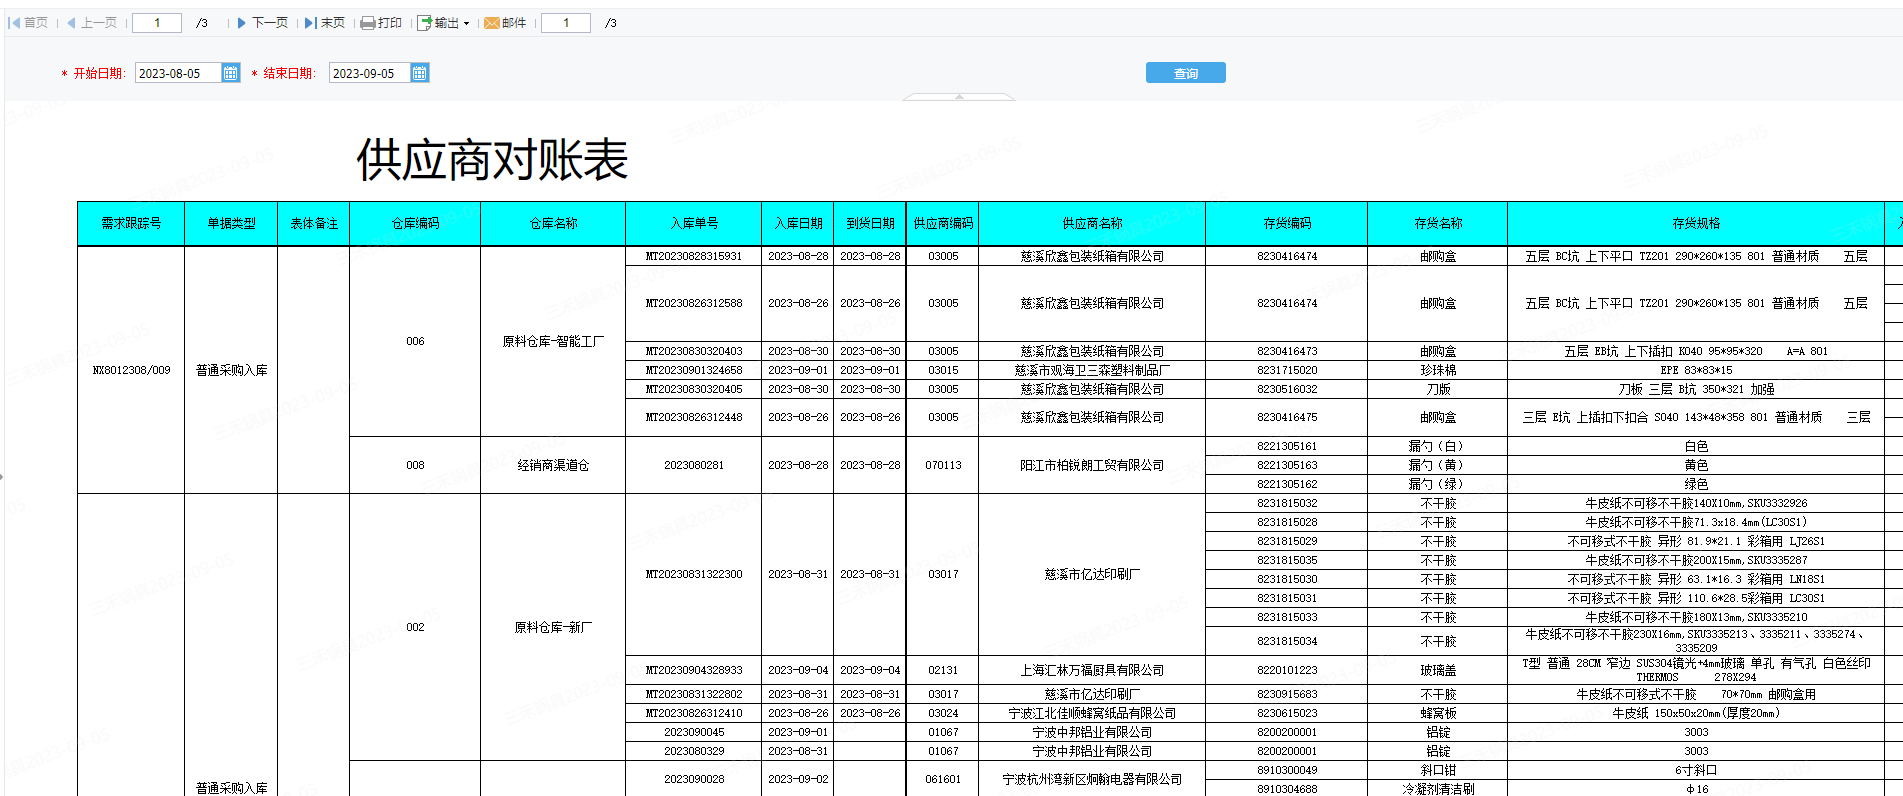 首页 上一页 1 /3 下一页 末页 打印 输出 邮件 1 /3
* 开始日期: 2023-08-05 * 结束日期: 2023-09-05 查询
供应商对账表
需求跟踪号 单据类型 表体备注 仓库编码 仓库名称 入库单号 入库日期 到货日期 供应商编码 供应商名称 存货编码 存货名称 存货规格
NX8012308/009 普通采购入库 006 原料仓库-智能工厂 MT20230828315931 2023-08-28 2023-08-28 03005 慈溪欣鑫包装纸箱有限公司 8230416474 邮购盒 五层 BC坑 上下平口 TZ201 290*260*135 801 普通材质 五层
MT20230826312588 2023-08-26 2023-08-26 03005 慈溪欣鑫包装纸箱有限公司 8230416474 邮购盒 五层 BC坑 上下平口 TZ201 290*260*135 801 普通材质 五层
MT20230830320403 2023-08-30 2023-08-30 03005 慈溪欣鑫包装纸箱有限公司 8230416473 邮购盒 五层 EB坑 上下插扣 K040 95*95*320 A=A 801
MT20230901324658 2023-09-01 2023-09-01 03015 慈溪市观海卫三森塑料制品厂 8231715020 珍珠棉 EPE 83*83*15
MT20230830320405 2023-08-30 2023-08-30 03005 慈溪欣鑫包装纸箱有限公司 8230516032 刀版 刀板 三层 B坑 350*321 加强
MT20230826312448 2023-08-26 2023-08-26 03005 慈溪欣鑫包装纸箱有限公司 8230416475 邮购盒 三层 E坑 上插扣下扣合 S040 143*48*358 801 普通材质 三层
008 经销商渠道仓 2023080281 2023-08-28 2023-08-28 070113 阳江市柏锐朗工贸有限公司 8221305161 漏勺（白） 白色
8221305163 漏勺（黄） 黄色
8221305162 漏勺（绿） 绿色
普通采购入库 002 原料仓库-新厂 MT20230831322300 2023-08-31 2023-08-31 03017 慈溪市亿达印刷厂 8231815032 不干胶 牛皮纸不可移不干胶140X10mm,SKU3332926
8231815028 不干胶 牛皮纸不可移不干胶71.3x18.4mm(LC30S1)
8231815029 不干胶 不可移式不干胶 异形 81.9*21.1 彩箱用 LJ26S1
8231815035 不干胶 牛皮纸不可移不干胶200X15mm,SKU3335287
8231815030 不干胶 不可移式不干胶 异形 63.1*16.3 彩箱用 LN18S1
8231815031 不干胶 不可移式不干胶 异形 110.6*28.5彩箱用 LC30S1
8231815033 不干胶 牛皮纸不可移不干胶180X13mm,SKU3335210
8231815034 不干胶 牛皮纸不可移不干胶230X16mm,SKU3335213、3335211、3335274、
3335209
MT20230904328933 2023-09-04 2023-09-04 02131 上海汇林万福厨具有限公司 8220101223 玻璃盖 T型 普通 28CM 窄边 SUS304镜光+4mm玻璃 单孔 有气孔 白色丝印
THERMOS 278X294
MT20230831322802 2023-08-31 2023-08-31 03017 慈溪市亿达印刷厂 8230915683 不干胶 牛皮纸不可移式不干胶 70*70mm 邮购盒用
MT20230826312410 2023-08-26 2023-08-26 03024 宁波江北佳顺蜂窝纸品有限公司 8230615023 蜂窝板 牛皮纸 150x50x20mm(厚度20mm)
2023090045 2023-09-01 01067 宁波中邦铝业有限公司 8200200001 铝锭 3003
2023080329 2023-08-31 01067 宁波中邦铝业有限公司 8200200001 铝锭 3003
2023090028 2023-09-02 061601 宁波杭州湾新区炯翰电器有限公司 8910300049 斜口钳 6寸斜口
8910304688 冷凝剂清洁刷 φ16